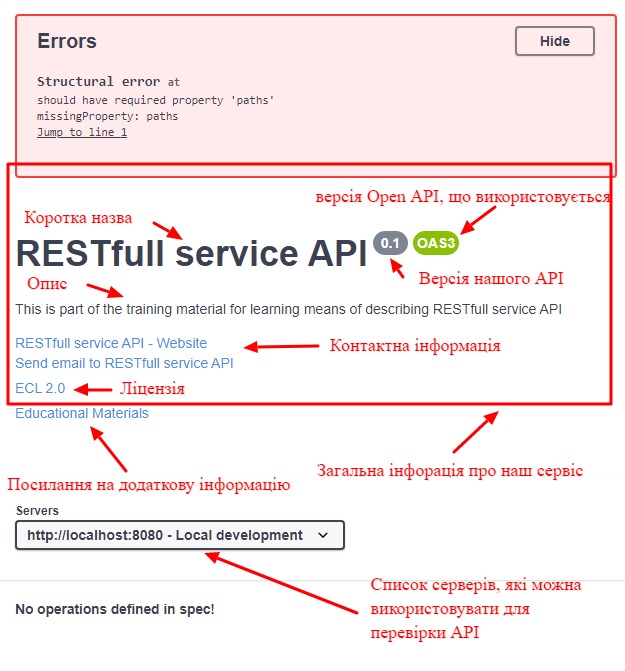 Errors
Hide
Structural error at
should have required property 'paths'
missingProperty: paths
Jump to line 1
версія Open API, що використовується
Коротка назва
RESTfull service API 0.1 OAS3
Опис
Версія нашого API
This is part of the training material for learning means of describing RESTfull service API
RESTfull service API - Website
Контактна інформація
Send email to RESTfull service API
ECL 2.0
Ліцензія
Educational Materials
Загальна інфорація про наш сервіс
Посилання на додаткову інформацію
Servers
http://localhost:8080 - Local development
Список серверів, які можна
використовувати для
перевірки API
No operations defined in spec!